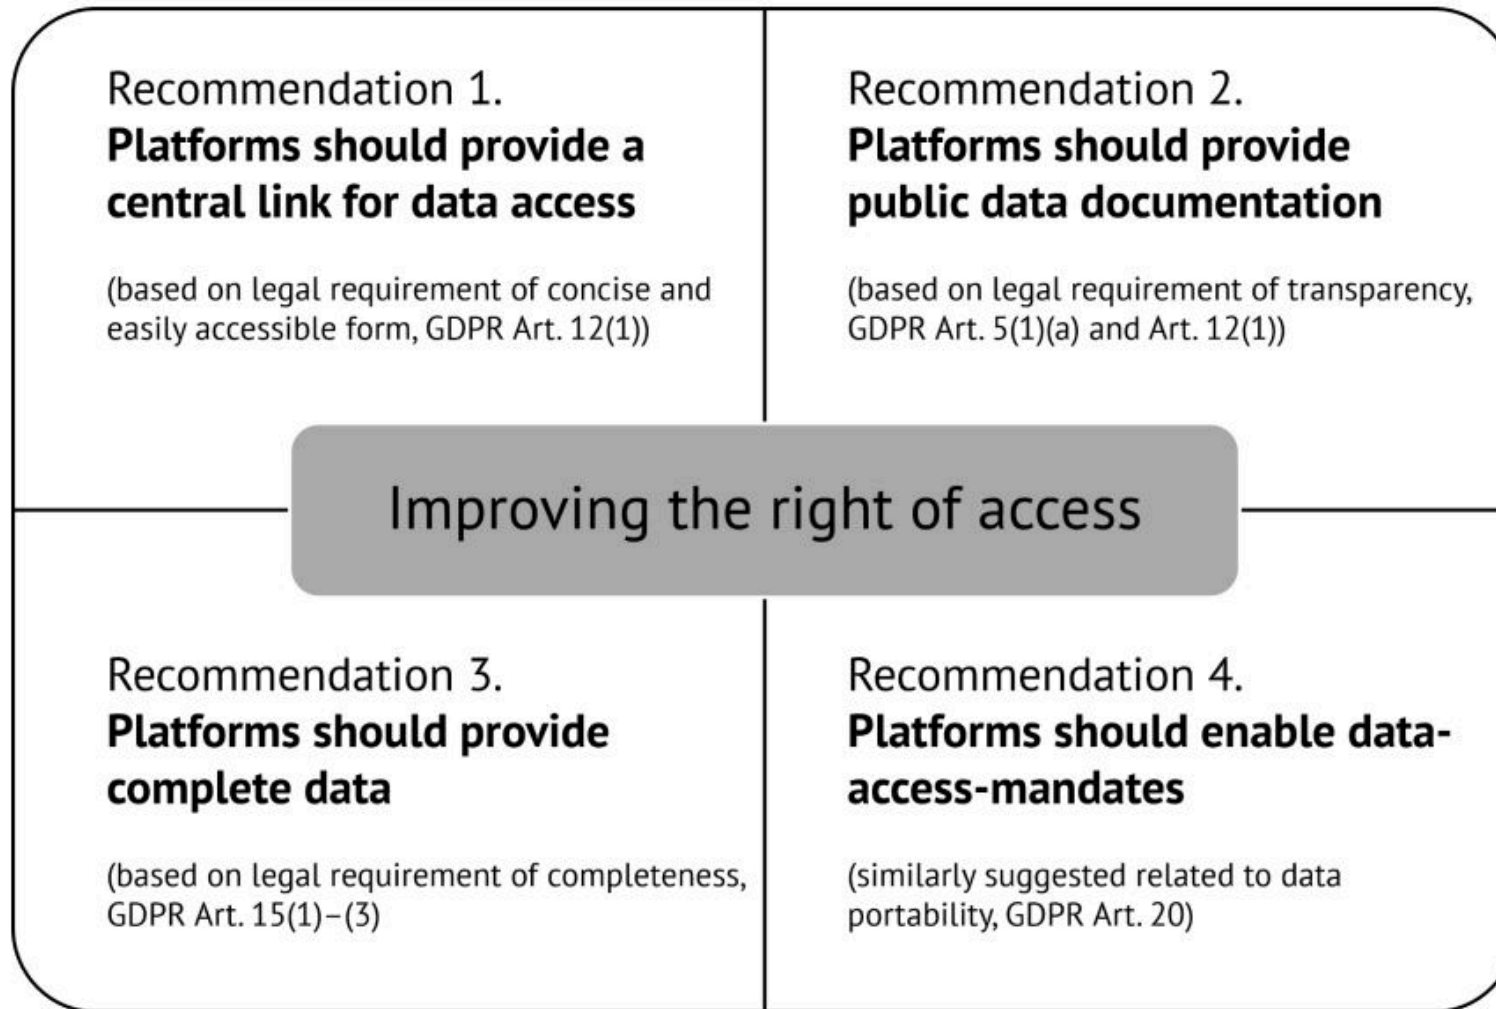 Recommendation 1.
Platforms should provide a
central link for data access
(based on legal requirement of concise and
easily accessible form, GDPR Art. 12(1))
Recommendation 2.
Platforms should provide
public data documentation
(based on legal requirement of transparency,
GDPR Art. 5(1)(a) and Art. 12(1))
Improving the right of access
Recommendation 3.
Platforms should provide
complete data
(based on legal requirement of completeness,
GDPR Art. 15(1)–(3)
Recommendation 4.
Platforms should enable data-
access-mandates
(similarly suggested related to data
portability, GDPR Art. 20)